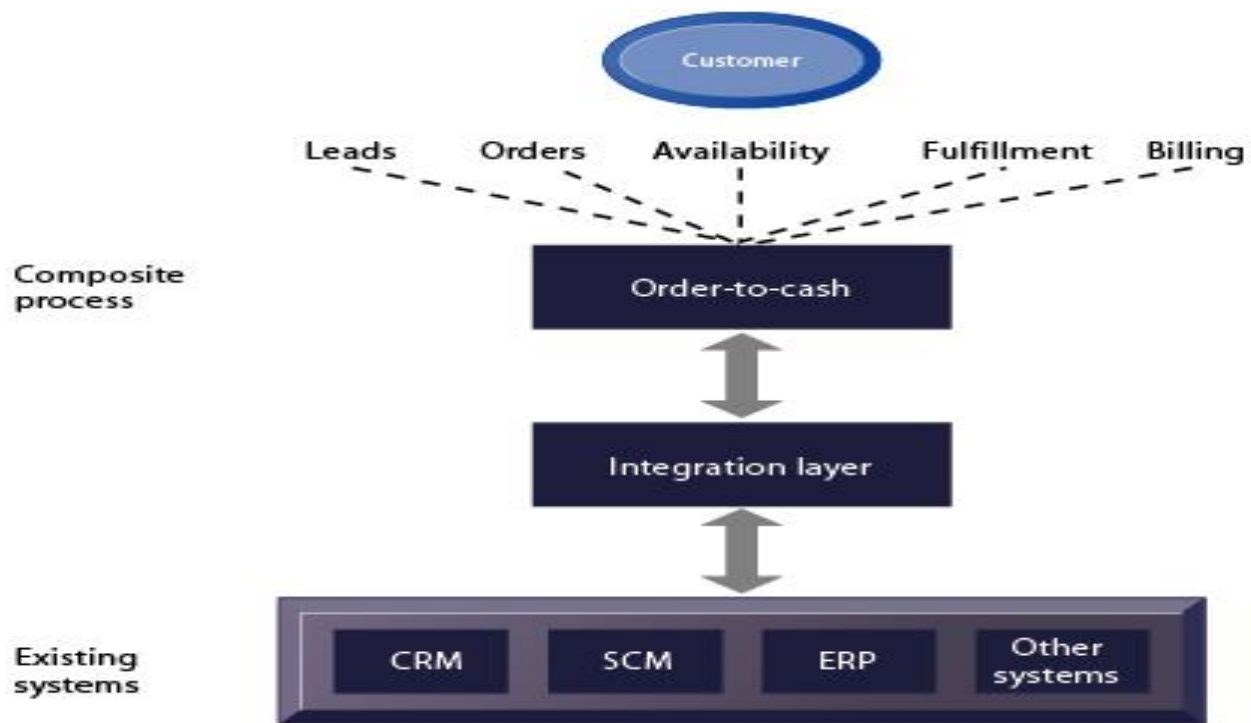 Customer
Leads Orders Availability Fulfillment Billing
Composite
process
Order-to-cash
Integration layer
Existing
systems
CRM SCM ERP Other
systems